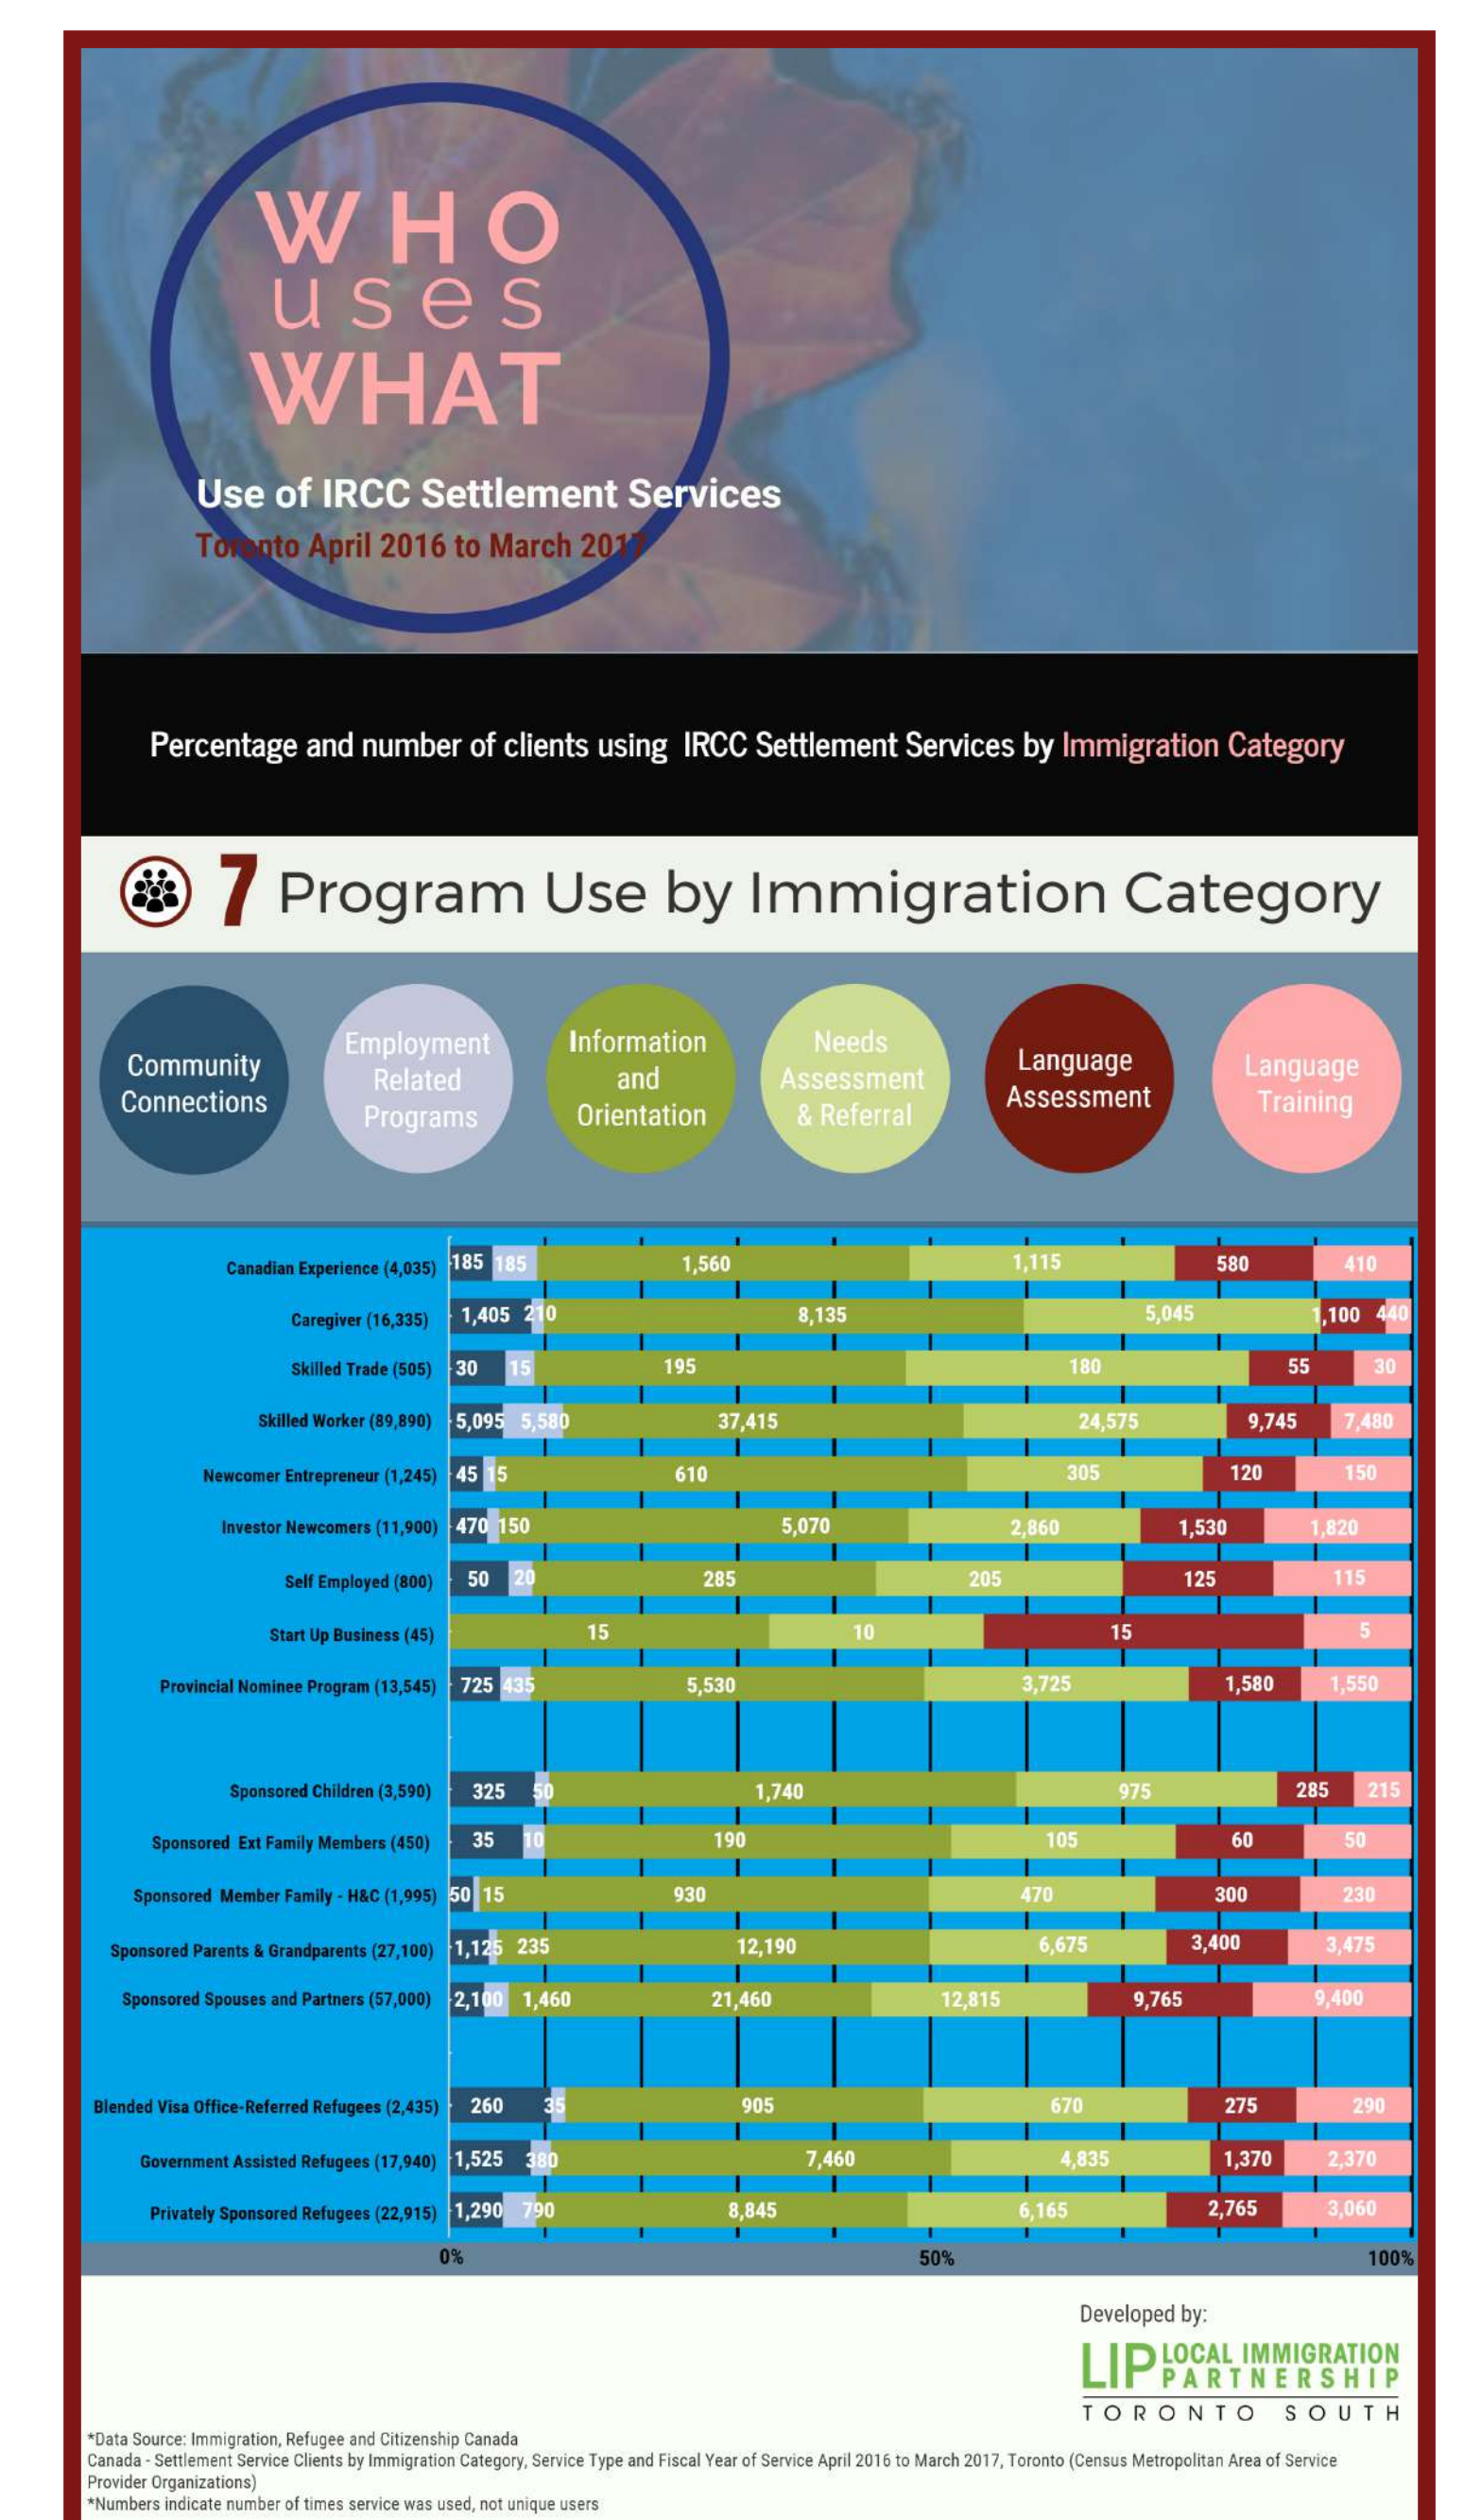 WHO
uses
WHAT
Use of IRCC Settlement Services
Toronto April 2016 to March 2017
Percentage and number of clients using IRCC Settlement Services by Immigration Category
7 Program Use by Immigration Category
Community
Connections
Employment
Related
Programs
Information
and
Orientation
Needs
Assessment
& Referral
Language
Assessment
Language
Training
Canadian Experience (4,035) 185 185 1,560 1,115 580 410
Caregiver (16,335) 1,405 210 8,135 5,045 1,100 440
Skilled Trade (505) 30 15 195 180 55 30
Skilled Worker (89,890) 5,095 5,580 37,415 24,575 9,745 7,480
Newcomer Entrepreneur (1,245) 45 15 610 305 120 150
Investor Newcomers (11,900) 470 150 5,070 2,860 1,530 1,820
Self Employed (800) 50 20 285 205 125 115
Start Up Business (45) 15 10 15 5
Provincial Nominee Program (13,545) 725 435 5,530 3,725 1,580 1,550
Sponsored Children (3,590) 325 50 1,740 975 285 215
Sponsored Ext Family Members (450) 35 10 190 105 60 50
Sponsored Member Family - H&C (1,995) 50 15 930 470 300 230
Sponsored Parents & Grandparents (27,100) 1,125 235 12,190 6,675 3,400 3,475
Sponsored Spouses and Partners (57,000) 2,100 1,460 21,460 12,815 9,765 9,400
Blended Visa Office-Referred Refugees (2,435) 260 35 905 670 275 290
Government Assisted Refugees (17,940) 1,525 380 7,460 4,835 1,370 2,370
Privately Sponsored Refugees (22,915) 1,290 790 8,845 6,165 2,765 3,060
0% 50% 100%
Developed by:
LIP LOCAL IMMIGRATION
PARTNERSHIP
TORONTO SOUTH
*Data Source: Immigration, Refugee and Citizenship Canada
Canada - Settlement Service Clients by Immigration Category, Service Type and Fiscal Year of Service April 2016 to March 2017, Toronto (Census Metropolitan Area of Service
Provider Organizations)
*Numbers indicate number of times service was used, not unique users